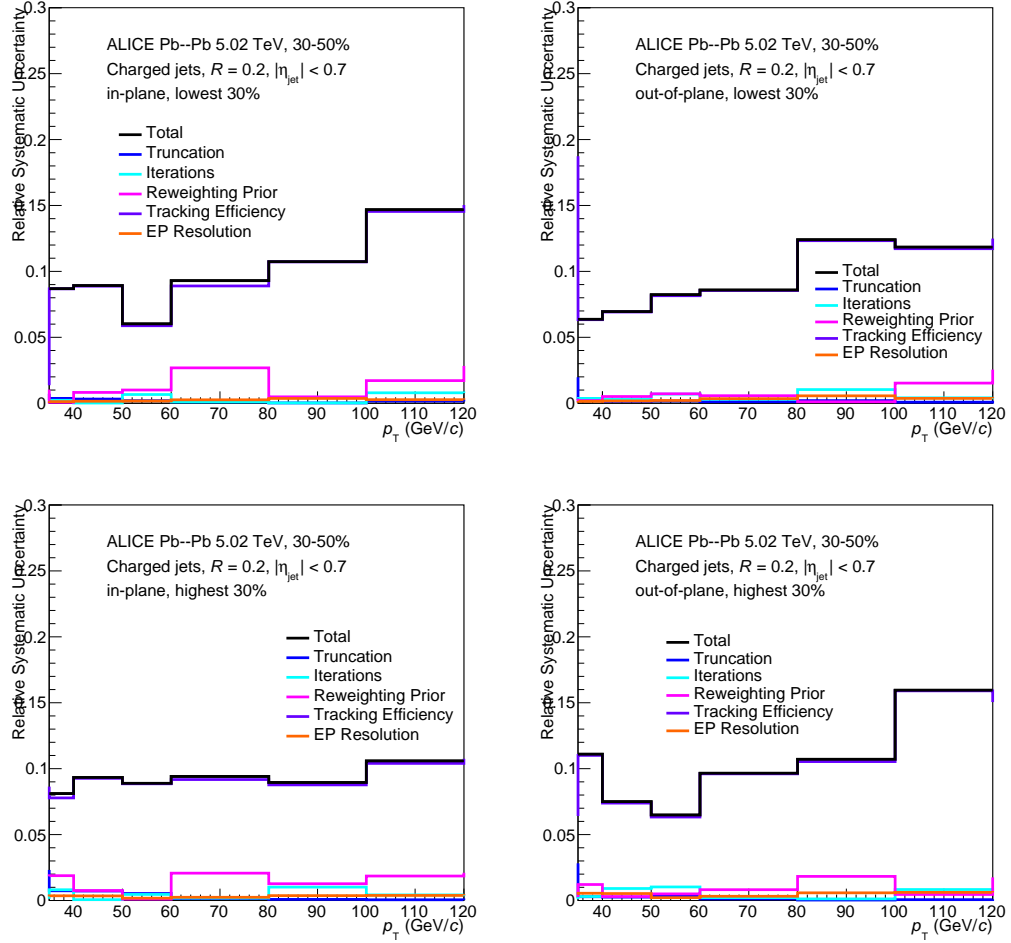 Relative Systematic Uncertainty
0.3
0.25
0.2
0.15
0.1
0.05
0
ALICE Pb--Pb 5.02 TeV, 30-50%
Charged jets, R = 0.2, |η_jet| < 0.7
in-plane, lowest 30%
Total
Truncation
Iterations
Reweighting Prior
Tracking Efficiency
EP Resolution
40 50 60 70 80 90 100 110 120
p_T (GeV/c)
Relative Systematic Uncertainty
0.3
0.25
0.2
0.15
0.1
0.05
0
ALICE Pb--Pb 5.02 TeV, 30-50%
Charged jets, R = 0.2, |η_jet| < 0.7
out-of-plane, lowest 30%
Total
Truncation
Iterations
Reweighting Prior
Tracking Efficiency
EP Resolution
40 50 60 70 80 90 100 110 120
p_T (GeV/c)
Relative Systematic Uncertainty
0.3
0.25
0.2
0.15
0.1
0.05
0
ALICE Pb--Pb 5.02 TeV, 30-50%
Charged jets, R = 0.2, |η_jet| < 0.7
in-plane, highest 30%
Total
Truncation
Iterations
Reweighting Prior
Tracking Efficiency
EP Resolution
40 50 60 70 80 90 100 110 120
p_T (GeV/c)
Relative Systematic Uncertainty
0.3
0.25
0.2
0.15
0.1
0.05
0
ALICE Pb--Pb 5.02 TeV, 30-50%
Charged jets, R = 0.2, |η_jet| < 0.7
out-of-plane, highest 30%
Total
Truncation
Iterations
Reweighting Prior
Tracking Efficiency
EP Resolution
40 50 60 70 80 90 100 110 120
p_T (GeV/c)